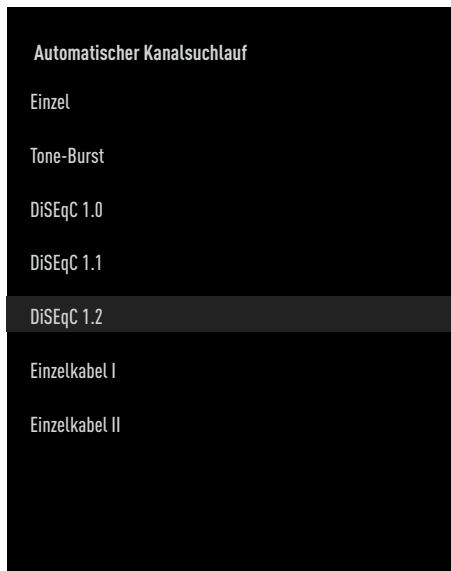 Automatischer Kanalsuchlauf
Einzel
Tone-Burst
DiSEqC 1.0
DiSEqC 1.1
DiSEqC 1.2
Einzelkabel I
Einzelkabel II